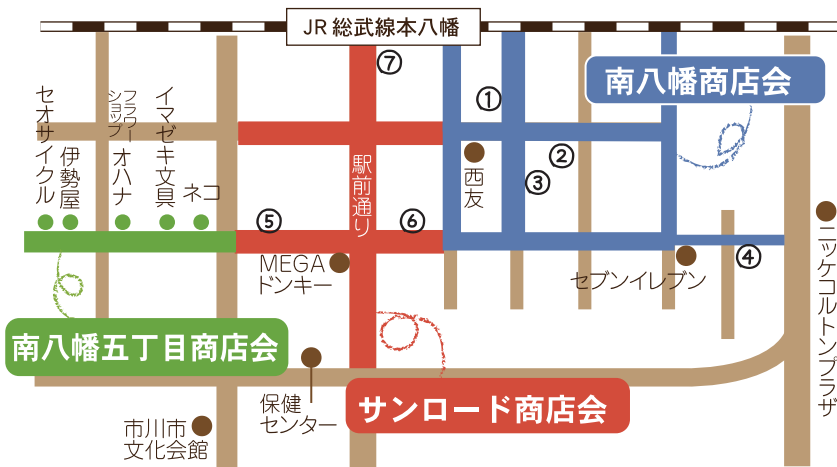 JR 総武線本八幡
⑦
南八幡商店会
①
②
③
西友
セオサイクル
伊勢屋
フラワー
ショップ
オハナ
イマゼキ文具
ネコ
駅前通り
⑤
⑥
④
MEGA
ドンキー
セブンイレブン
ニッケコルトンプラザ
南八幡五丁目商店会
サンロード商店会
保健
センター
市川市
文化会館